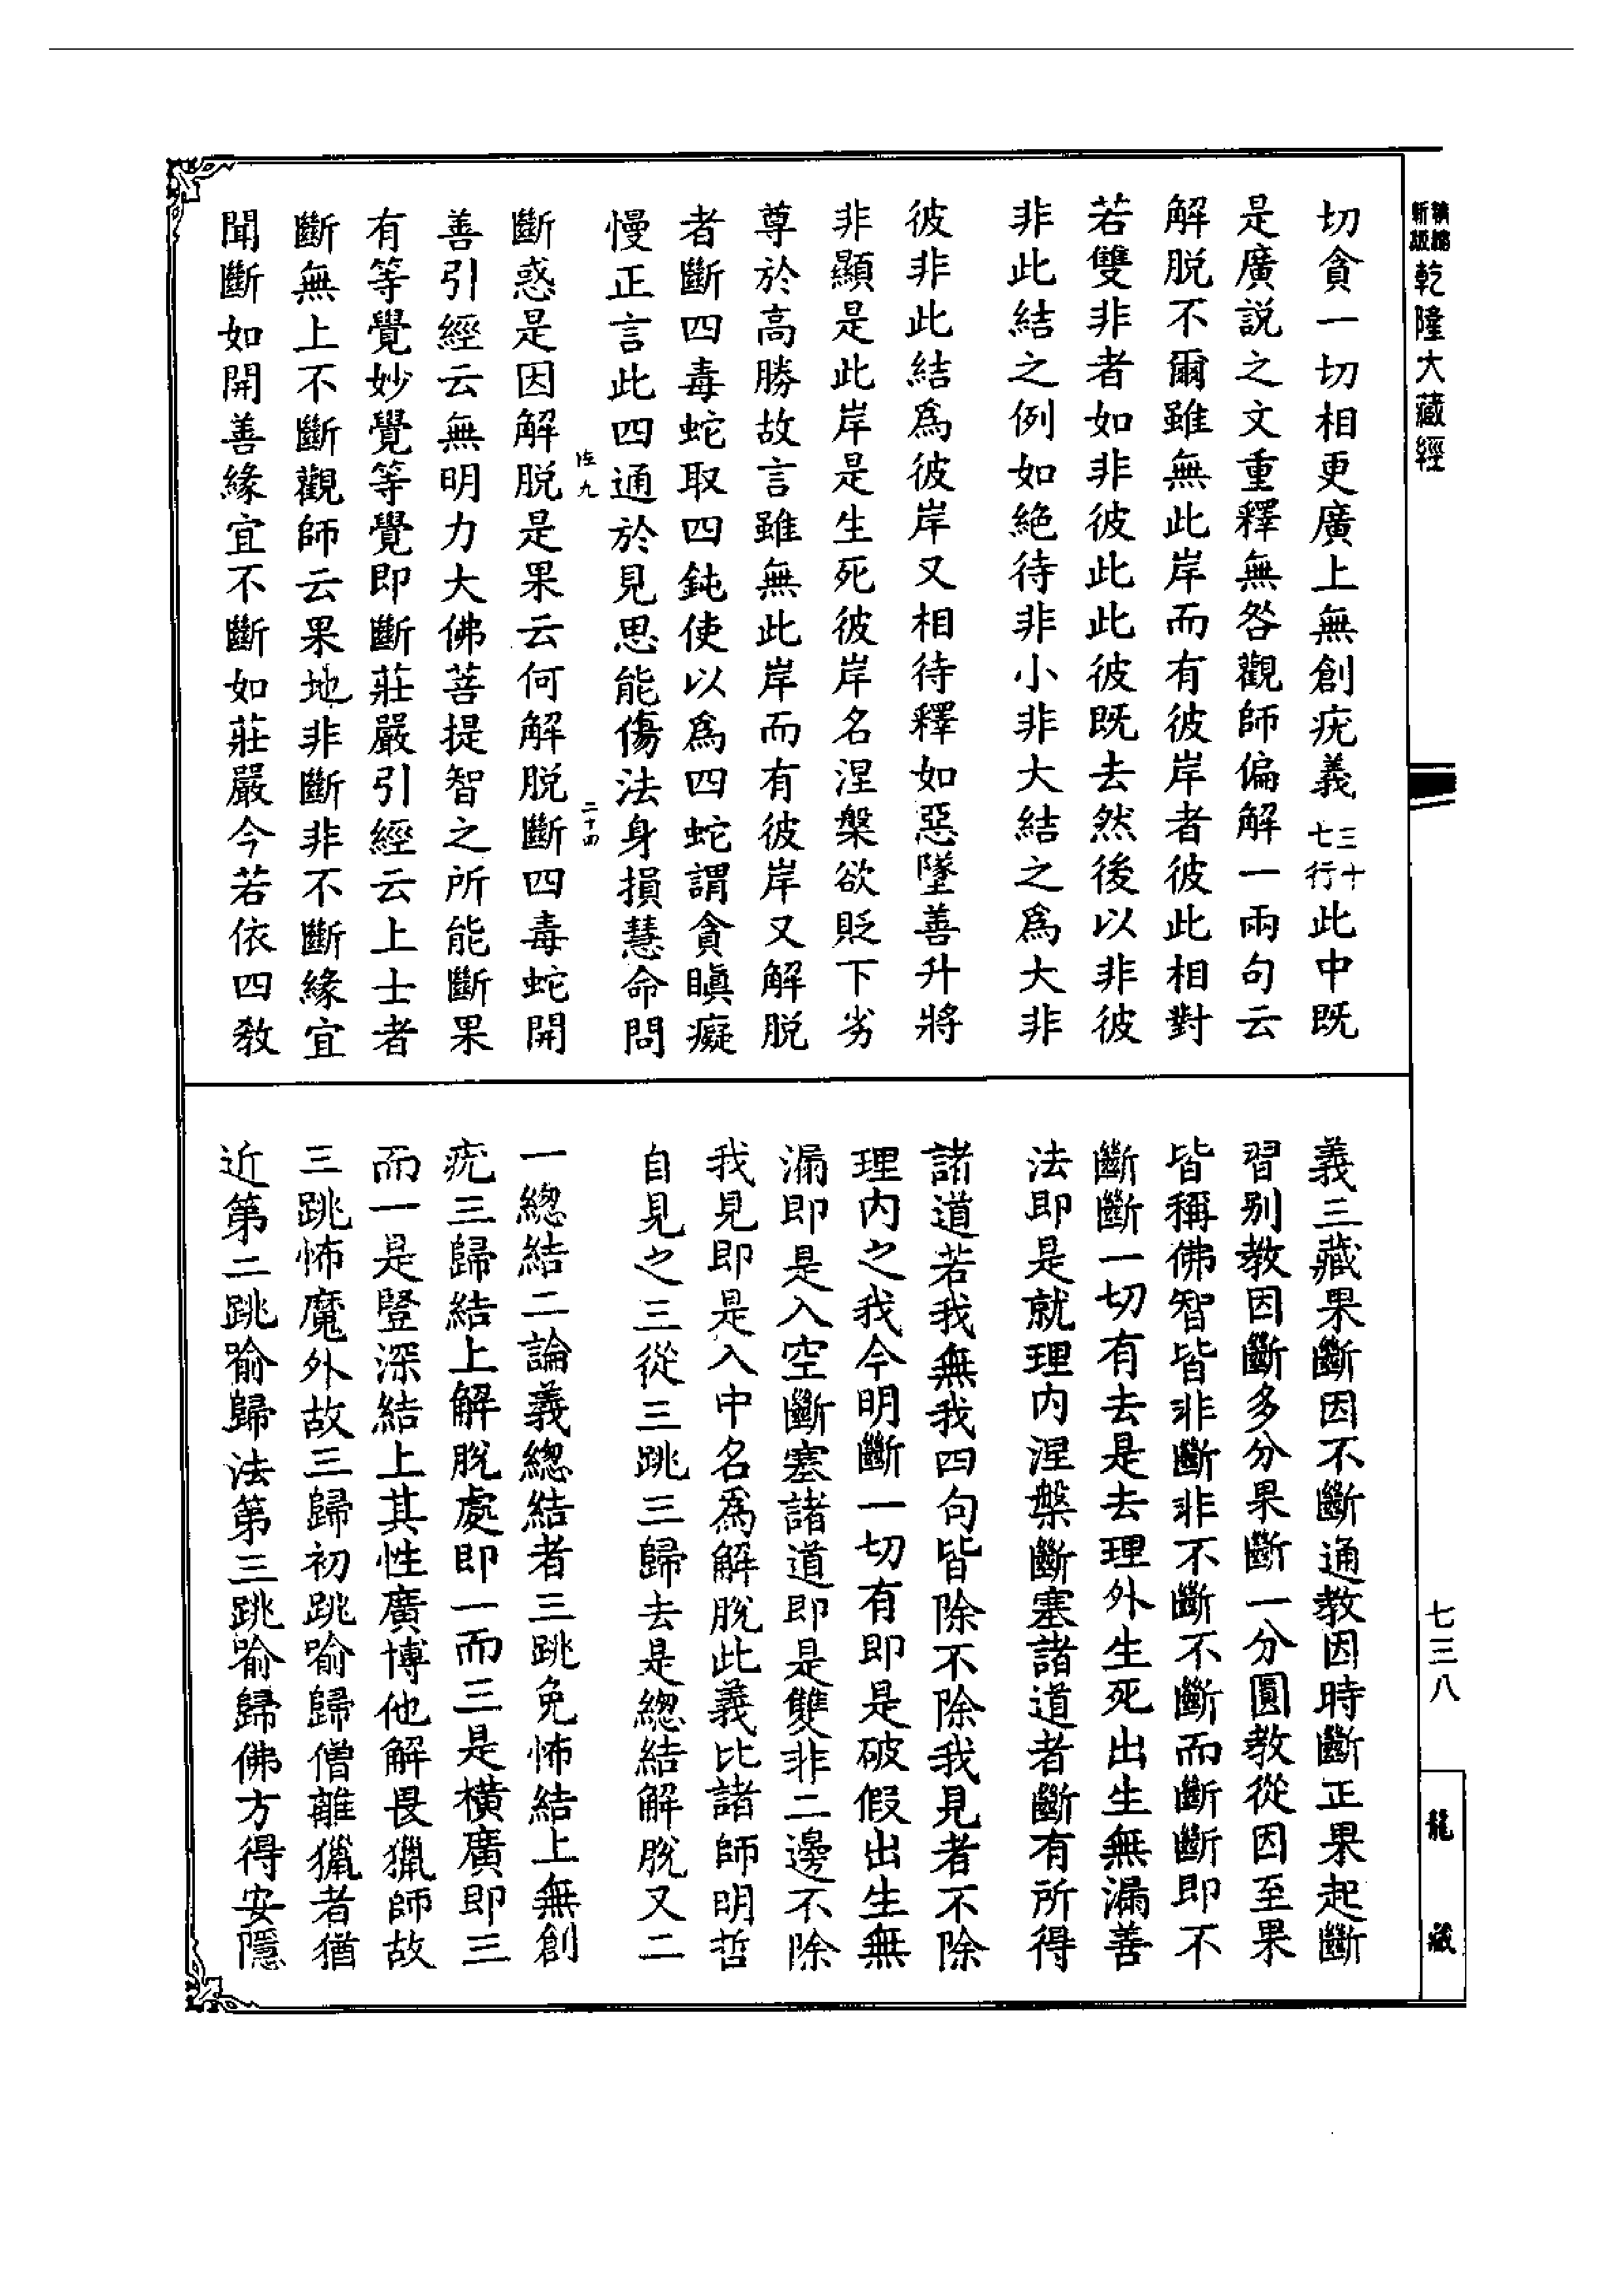 精縮新版乾隆大藏經
切貪一切相更廣上無創疣義三十七行此中既
是廣説之文重釋無咎觀師偏解一兩句云
解脱不爾雖無此岸而有彼岸者彼此相對
若雙非者如非彼此此彼既去然後以非彼
非此結之例如絶待非小非大結之爲大非
彼非此結爲彼岸又相待釋如惡墜善升將
非顯是此岸是生死彼岸名涅槃欲貶下劣
尊於高勝故言雖無此岸而有彼岸又解脱
者斷四毒蛇取四鈍使以爲四蛇謂貪瞋癡
慢正言此四通於見思能傷法身損慧命問
二十四
斷惑是因解脱是果云何解脱斷四毒蛇開
善引經云無明力大佛菩提智之所能斷果
有等覺妙覺等覺即斷莊嚴引經云上士者
斷無上不斷觀師云果地非斷非不斷緣宜
聞斷如開善緣宜不斷如莊嚴今若依四教
義三藏果斷因不斷通教因時斷正果起斷
習别教因斷多分果斷一分圓教從因至果
皆稱佛智皆非斷非不斷不斷而斷斷即不
斷斷一切有去是去理外生死出生無漏善
法即是就理内涅槃斷塞諸道者斷有所得
諸道若我無我四句皆除不除我見者不除
理内之我今明斷一切有即是破假出生無
漏即是入空斷塞諸道即是雙非二邊不除
我見即是入中名爲解脱此義比諸師明哲
自見之三從三跳三歸去是總結解脱又二
一總結二論義總結者三跳免怖結上無創
疣三歸結上解脱處即一而三是横廣即三
而一是豎深結上其性廣博他解畏獵師故
三跳怖魔外故三歸初跳喻歸僧離獵者猶
近第二跳喻歸法第三跳喻歸佛方得安隱
七三八
龍藏